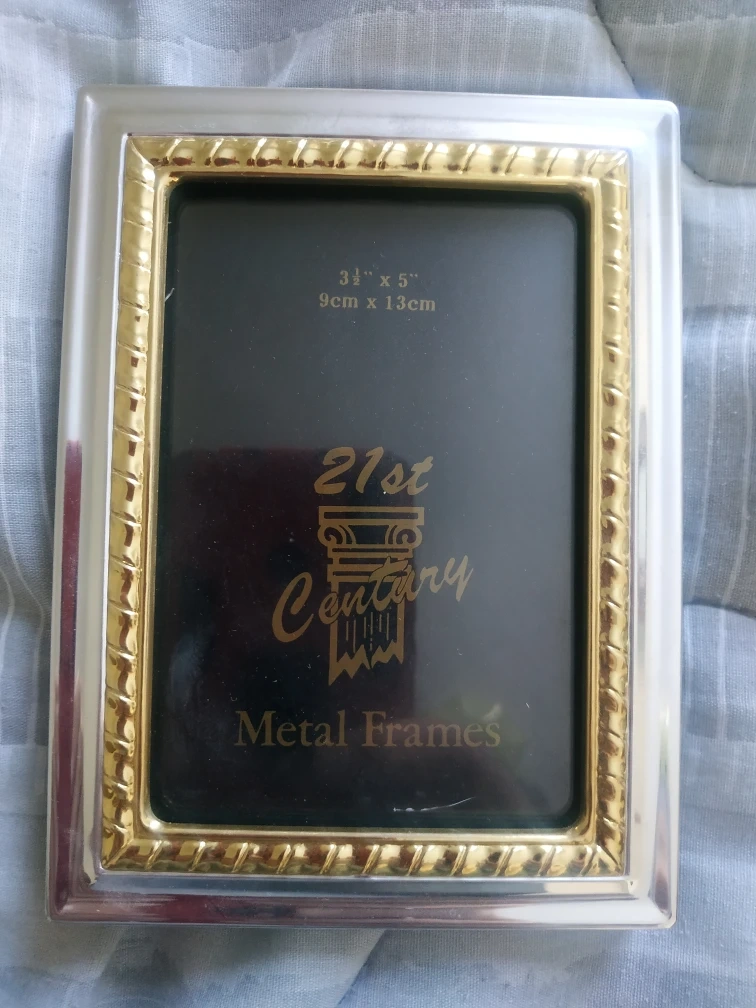 3½" x 5"
9cm x 13cm
21st
Century
Metal Frames